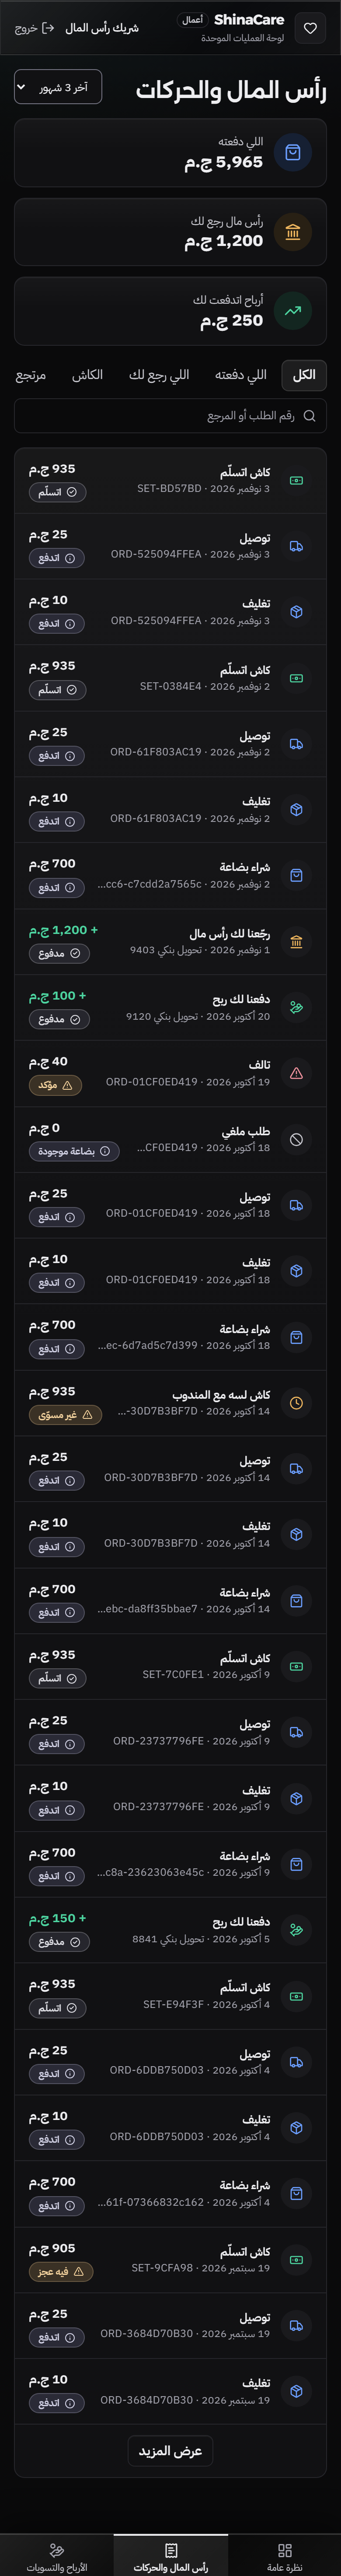 ShinaCare أعمال
لوحة العمليات الموحدة
شريك رأس المال
خروج
رأس المال والحركات
آخر 3 شهور
اللي دفعته
5,965 ج.م
رأس مال رجع لك
1,200 ج.م
أرباح اتدفعت لك
250 ج.م
الكل اللي دفعته اللي رجع لك الكاش مرتجع
رقم الطلب أو المرجع
كاش اتسلّم
935 ج.م
3 نوفمبر 2026 · SET-BD57BD
اتسلّم
توصيل
25 ج.م
3 نوفمبر 2026 · ORD-525094FFEA
اتدفع
تغليف
10 ج.م
3 نوفمبر 2026 · ORD-525094FFEA
اتدفع
كاش اتسلّم
935 ج.م
2 نوفمبر 2026 · SET-0384E4
اتسلّم
توصيل
25 ج.م
2 نوفمبر 2026 · ORD-61F803AC19
اتدفع
تغليف
10 ج.م
2 نوفمبر 2026 · ORD-61F803AC19
اتدفع
شراء بضاعة
700 ج.م
2 نوفمبر 2026 · cc6-c7cdd2a7565c...
اتدفع
رجّعنا لك رأس مال
+ 1,200 ج.م
1 نوفمبر 2026 · تحويل بنكي 9403
مدفوع
دفعنا لك ربح
+ 100 ج.م
20 أكتوبر 2026 · تحويل بنكي 9120
مدفوع
تالف
40 ج.م
19 أكتوبر 2026 · ORD-01CF0ED419
مؤكد
طلب ملغي
0 ج.م
18 أكتوبر 2026 · CF0ED419...
بضاعة موجودة
توصيل
25 ج.م
18 أكتوبر 2026 · ORD-01CF0ED419
اتدفع
تغليف
10 ج.م
18 أكتوبر 2026 · ORD-01CF0ED419
اتدفع
شراء بضاعة
700 ج.م
18 أكتوبر 2026 · ec-6d7ad5c7d399...
اتدفع
كاش لسه مع المندوب
935 ج.م
14 أكتوبر 2026 · 30D7B3BF7D-...
غير مسوّى
توصيل
25 ج.م
14 أكتوبر 2026 · ORD-30D7B3BF7D
اتدفع
تغليف
10 ج.م
14 أكتوبر 2026 · ORD-30D7B3BF7D
اتدفع
شراء بضاعة
700 ج.م
14 أكتوبر 2026 · ebc-da8ff35bbae7...
اتدفع
كاش اتسلّم
935 ج.م
9 أكتوبر 2026 · SET-7C0FE1
اتسلّم
توصيل
25 ج.م
9 أكتوبر 2026 · ORD-23737796FE
اتدفع
تغليف
10 ج.م
9 أكتوبر 2026 · ORD-23737796FE
اتدفع
شراء بضاعة
700 ج.م
9 أكتوبر 2026 · c8a-23623063e45c...
اتدفع
دفعنا لك ربح
+ 150 ج.م
5 أكتوبر 2026 · تحويل بنكي 8841
مدفوع
كاش اتسلّم
935 ج.م
4 أكتوبر 2026 · SET-E94F3F
اتسلّم
توصيل
25 ج.م
4 أكتوبر 2026 · ORD-6DDB750D03
اتدفع
تغليف
10 ج.م
4 أكتوبر 2026 · ORD-6DDB750D03
اتدفع
شراء بضاعة
700 ج.م
4 أكتوبر 2026 · 61f-07366832c162...
اتدفع
كاش اتسلّم
905 ج.م
19 سبتمبر 2026 · SET-9CFA98
فيه عجز
توصيل
25 ج.م
19 سبتمبر 2026 · ORD-3684D70B30
اتدفع
تغليف
10 ج.م
19 سبتمبر 2026 · ORD-3684D70B30
اتدفع
عرض المزيد
نظرة عامة
رأس المال والحركات
الأرباح والتسويات